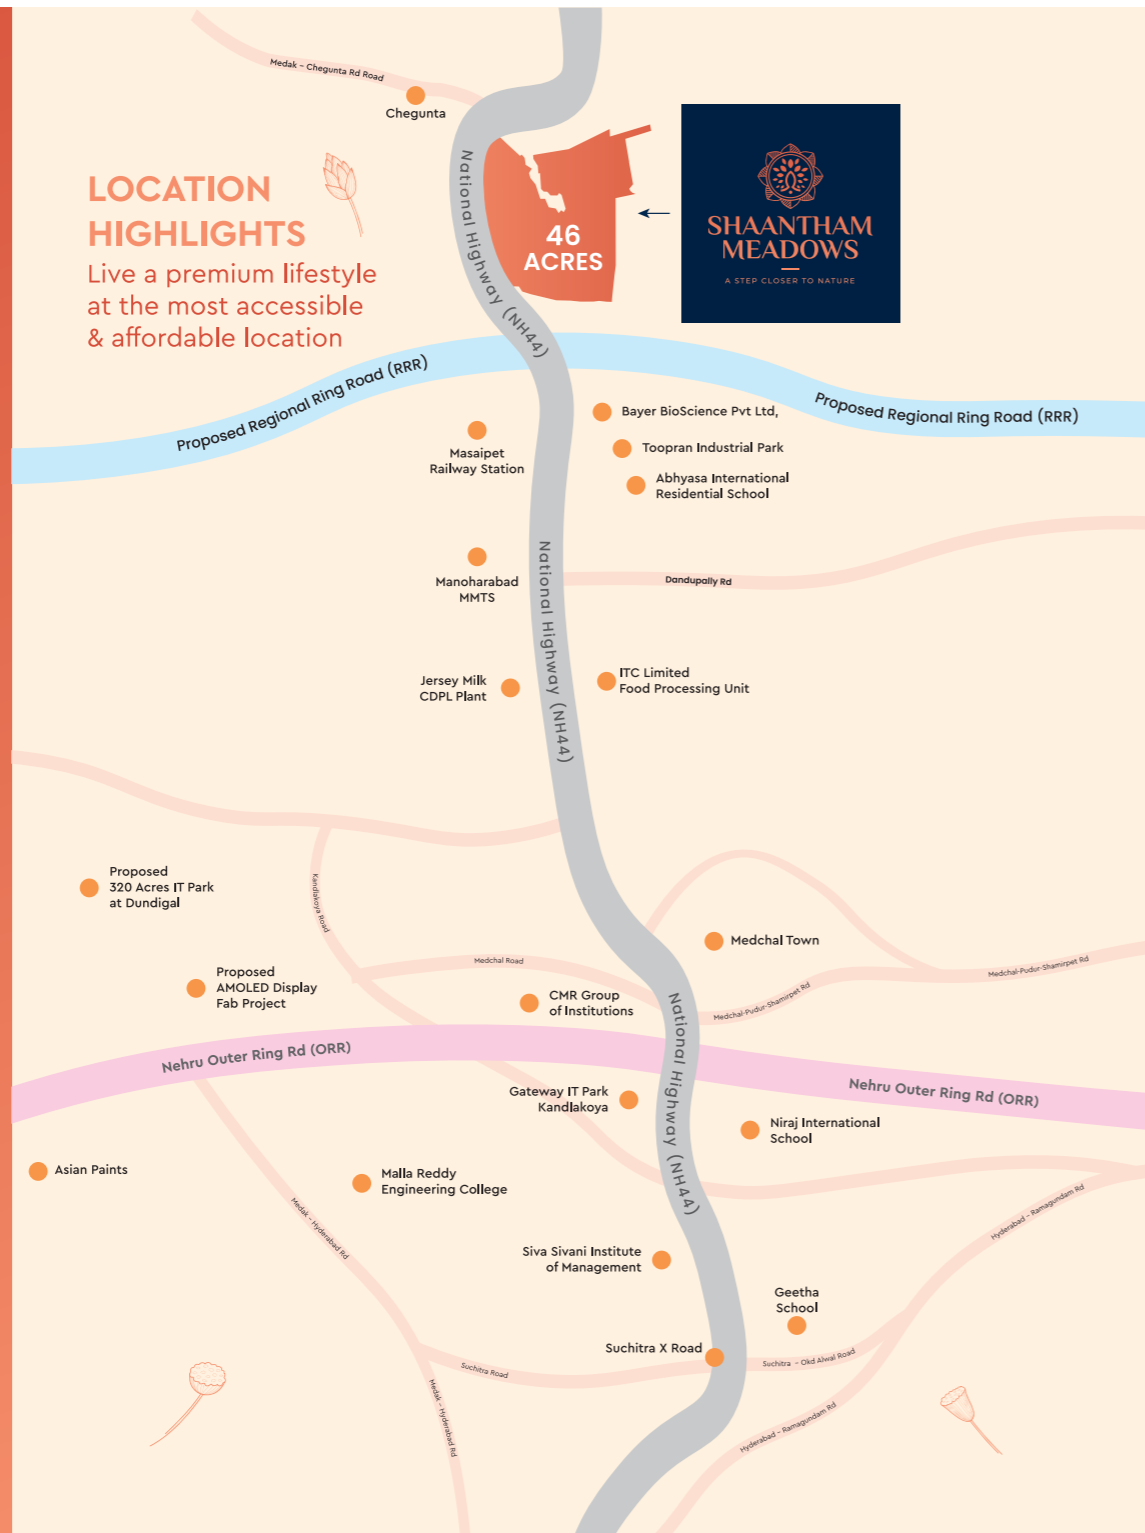 Medak - Chegunta Rd Road
Chegunta
LOCATION
HIGHLIGHTS
Live a premium lifestyle
at the most accessible
& affordable location
National Highway (NH44)
46
ACRES
SHAANTHAM
MEADOWS
A STEP CLOSER TO NATURE
Proposed Regional Ring Road (RRR)
Proposed Regional Ring Road (RRR)
Bayer BioScience Pvt Ltd,
Masaipet
Railway Station
Toopran Industrial Park
Abhyasa International
Residential School
National Highway (NH44)
Manoharabad
MMTS
Dandupally Rd
Jersey Milk
CDPL Plant
ITC Limited
Food Processing Unit
Proposed
320 Acres IT Park
at Dundigal
Kandlakoya Road
Medchal Town
Medchal Road
Medchal-Pudur-Shamirpet Rd
Medchal-Pudur-Shamirpet Rd
Proposed
AMOLED Display
Fab Project
CMR Group
of Institutions
National Highway (NH44)
Nehru Outer Ring Rd (ORR)
Nehru Outer Ring Rd (ORR)
Gateway IT Park
Kandlakoya
Niraj International
School
Asian Paints
Malla Reddy
Engineering College
Medak - Hyderabad Rd
Hyderabad - Ramagundam Rd
Siva Sivani Institute
of Management
Geetha
School
Suchitra X Road
Suchitra Road
Suchitra - Okd Alwal Road
Medak - Hyderabad Rd
Hyderabad - Ramagundam Rd